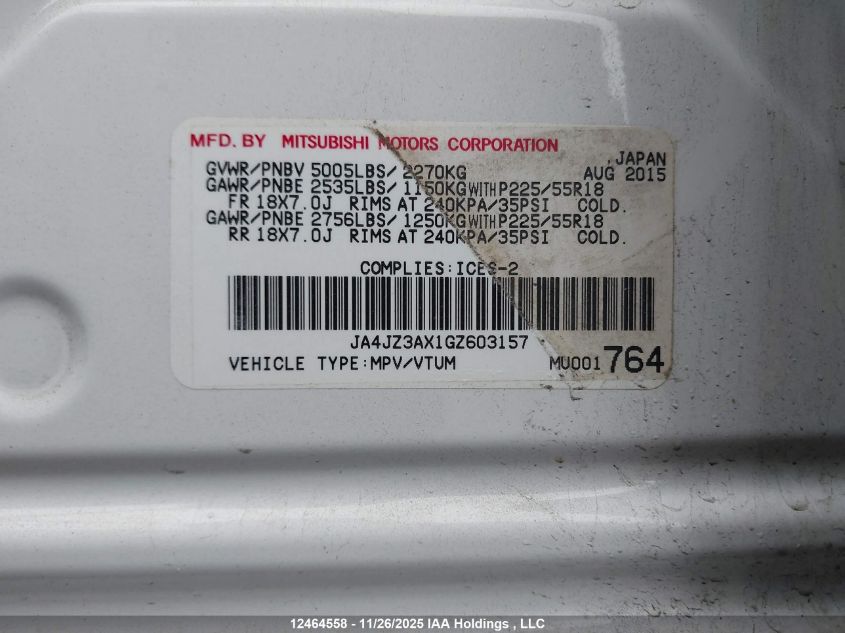 MFD. BY MITSUBISHI MOTORS CORPORATION
JAPAN
GVWR/PNBV 5005LBS/2270KG AUG 2015
GAWR/PNBE 2535LBS/1150KG WITH P225/55R18
FR 18X7.0J RIMS AT 240KPA/35PSI COLD.
GAWR/PNBE 2756LBS/1250KG WITH P225/55R18
RR 18X7.0J RIMS AT 240KPA/35PSI COLD.
COMPLIES:ICES-2
JA4JZ3AX1GZ603157
VEHICLE TYPE:MPV/VTUM MU001 764
12464558 - 11/26/2025 IAA Holdings , LLC